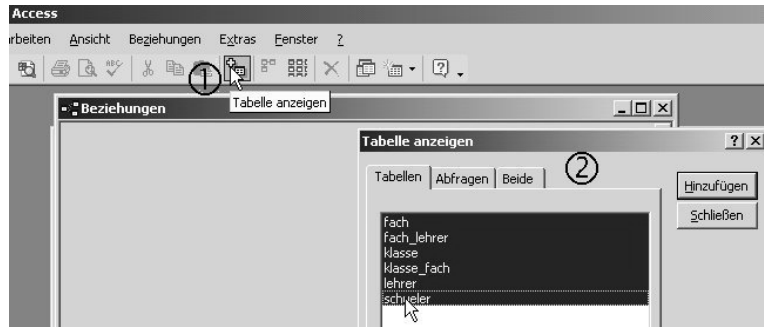 Access
rbeiten Ansicht Beziehungen Extras Fenster ?
ABC
①
Tabelle anzeigen
Beziehungen
Tabelle anzeigen
Tabellen Abfragen Beide
②
Hinzufügen
Schließen
fach
fach_lehrer
klasse
klasse_fach
lehrer
schueler